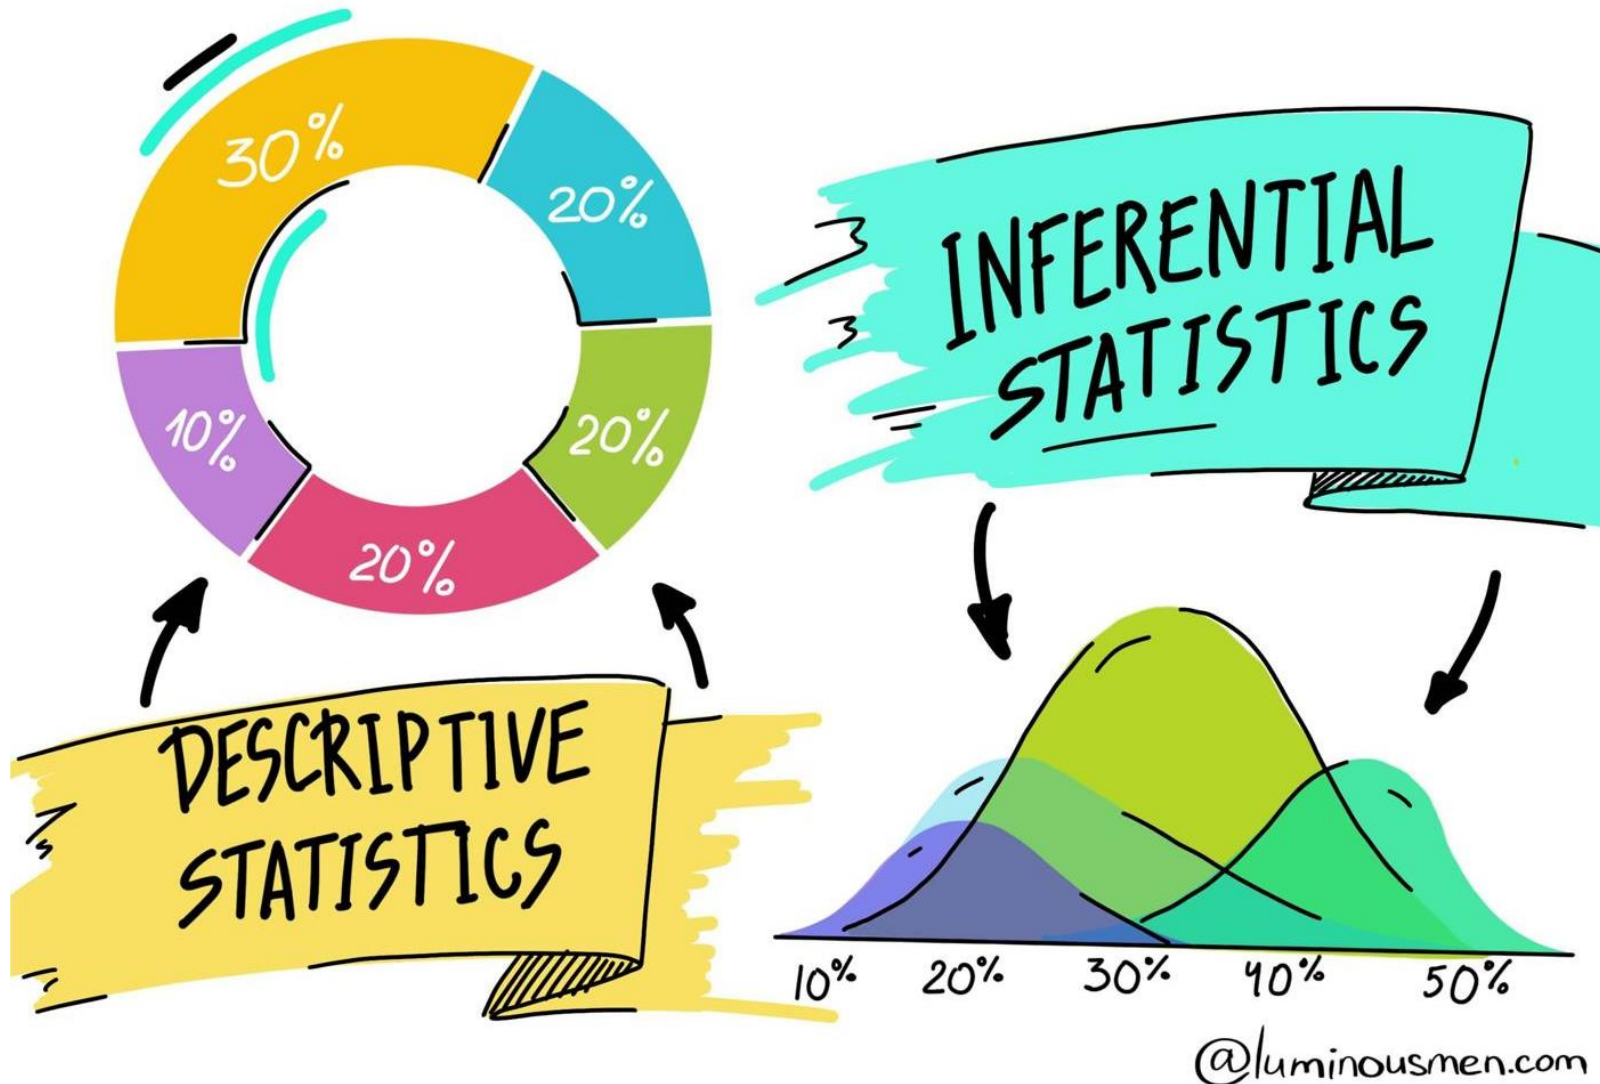 30%
20%
20%
20%
10%
DESCRIPTIVE
STATISTICS
INFERENTIAL
STATISTICS
10% 20% 30% 40% 50%
@luminousmen.com